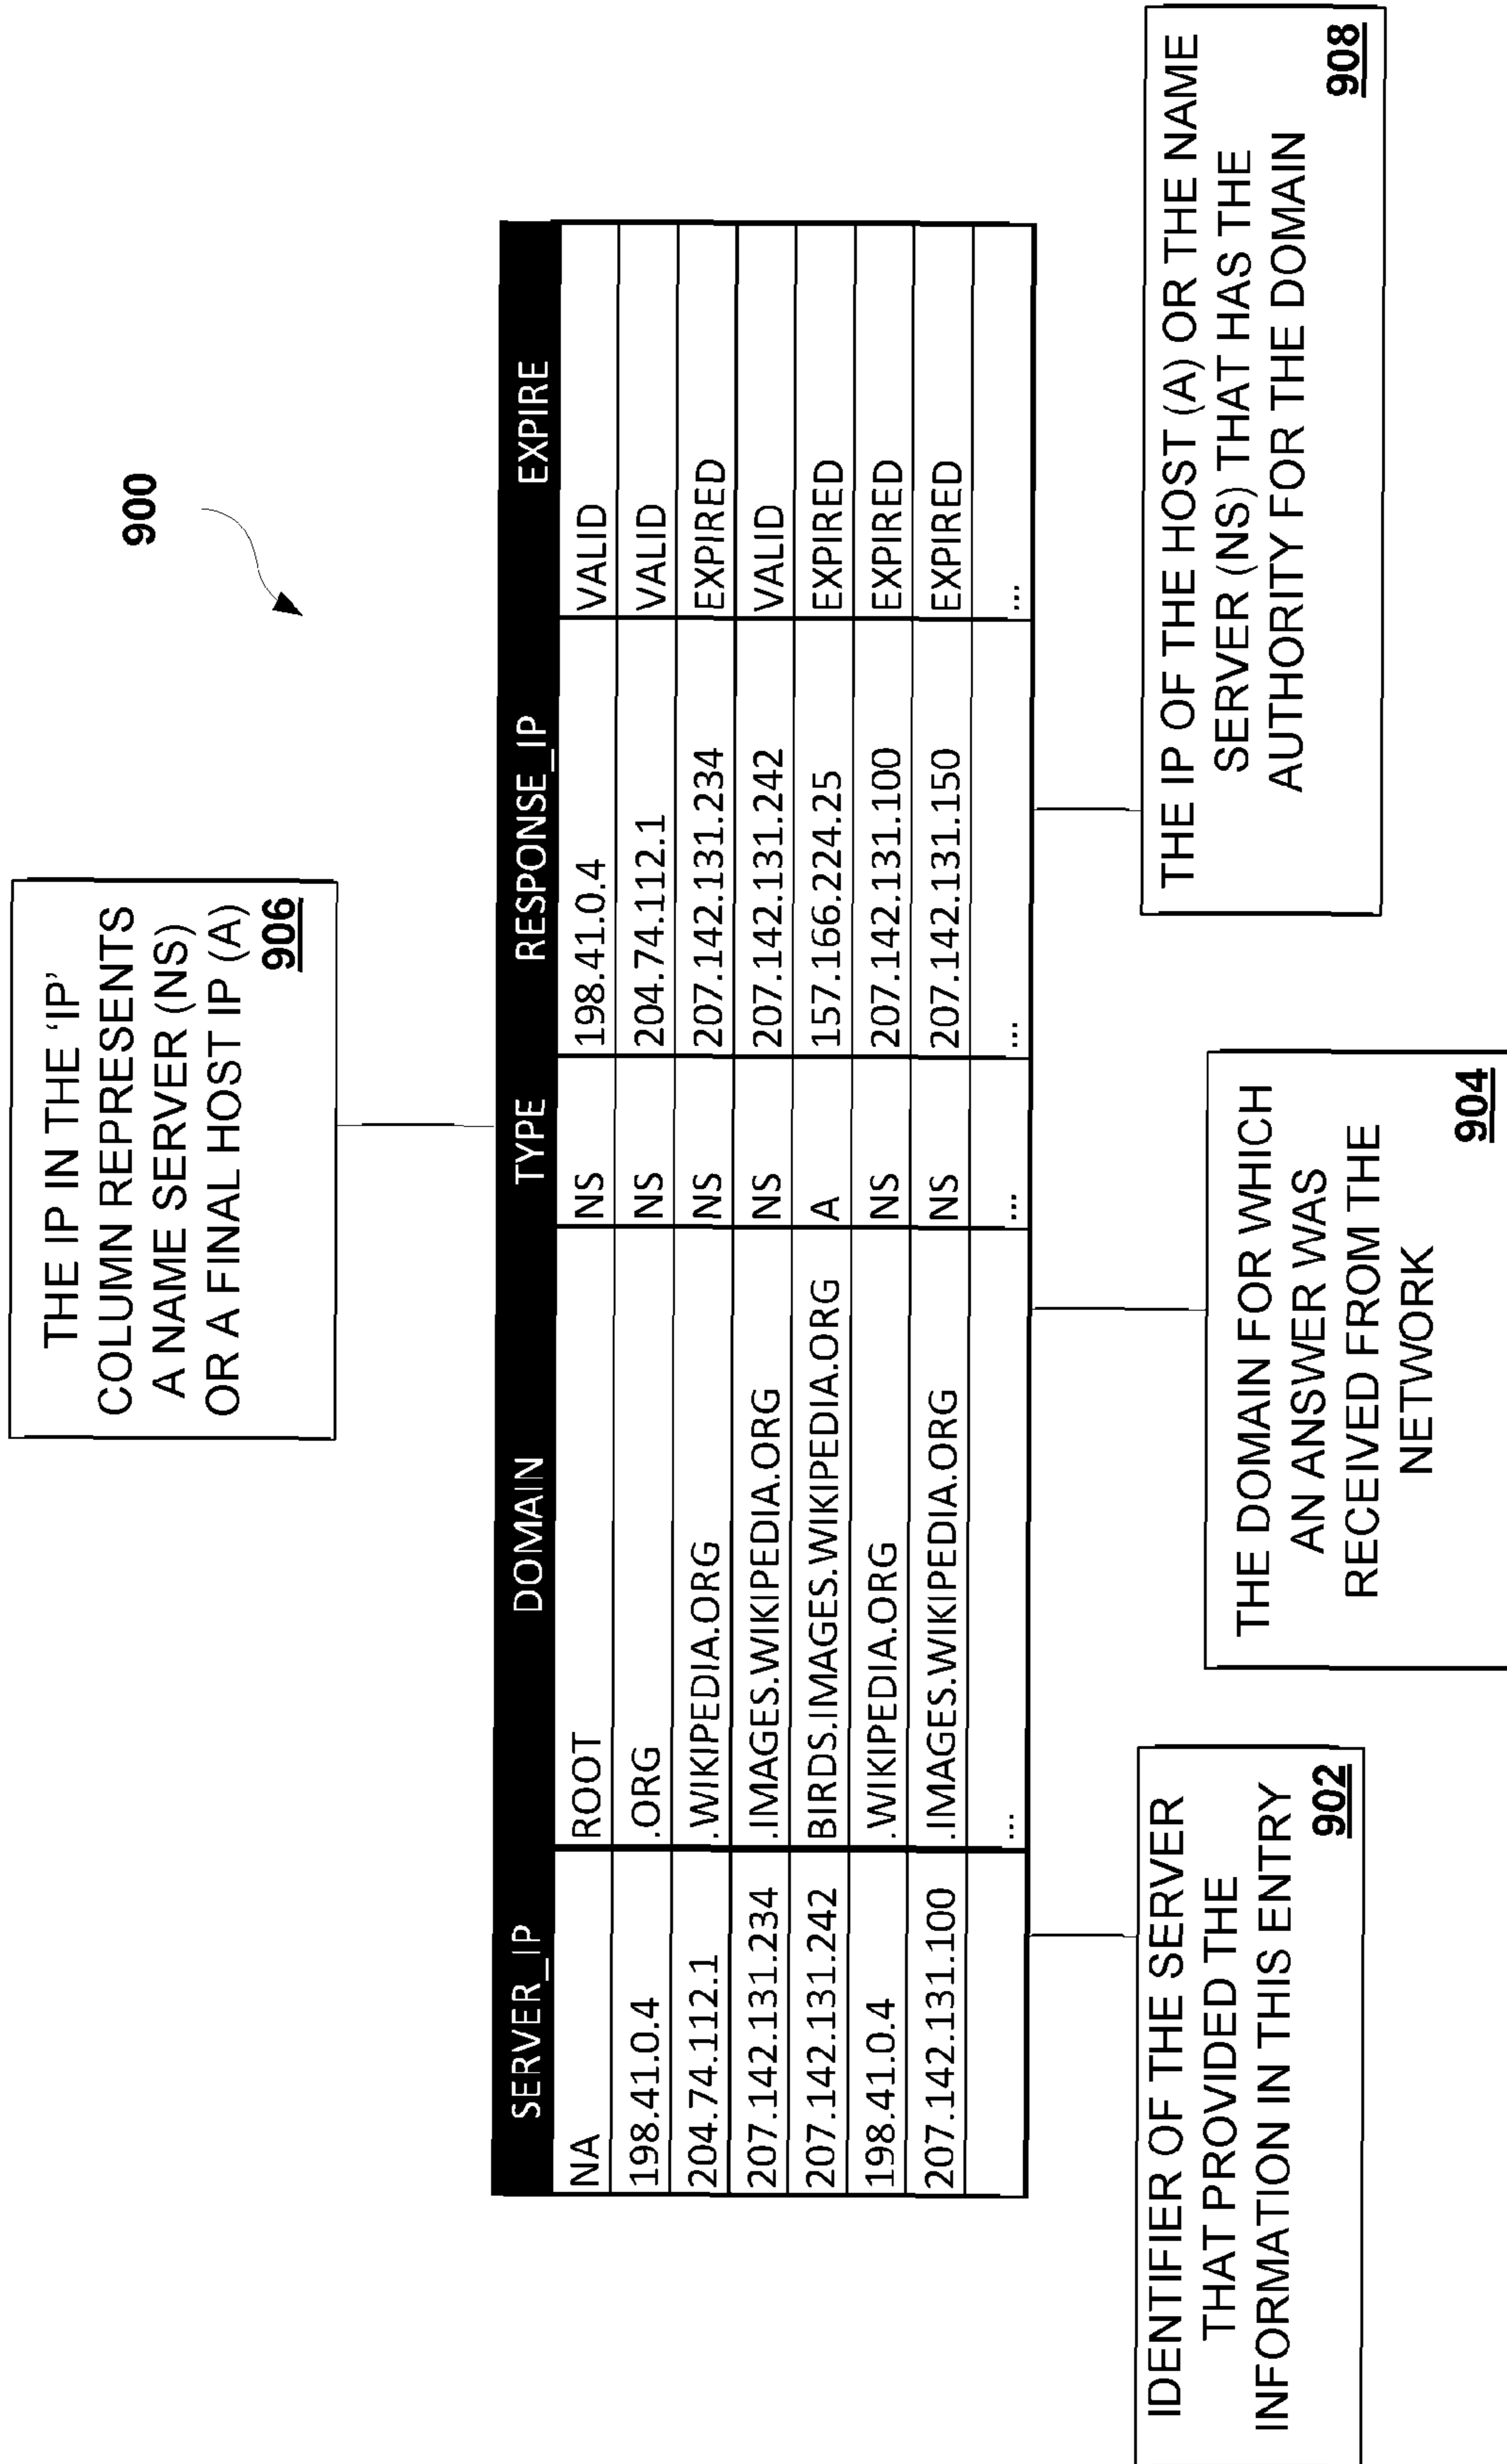 900
THE IP IN THE ‘IP’
COLUMN REPRESENTS
A NAME SERVER (NS)
OR A FINAL HOST IP (A)
906
SERVER_IP DOMAIN TYPE RESPONSE_IP EXPIRE
NA ROOT NS 198.41.0.4 VALID
198.41.0.4 .ORG NS 204.74.112.1 VALID
204.74.112.1 .WIKIPEDIA.ORG NS 207.142.131.234 EXPIRED
207.142.131.234 .IMAGES.WIKIPEDIA.ORG NS 207.142.131.242 VALID
207.142.131.242 BIRDS.IMAGES.WIKIPEDIA.ORG A 157.166.224.25 EXPIRED
198.41.0.4 .WIKIPEDIA.ORG NS 207.142.131.100 EXPIRED
207.142.131.100 .IMAGES.WIKIPEDIA.ORG NS 207.142.131.150 EXPIRED
... ... ... ...
IDENTIFIER OF THE SERVER
THAT PROVIDED THE
INFORMATION IN THIS ENTRY
902
THE DOMAIN FOR WHICH
AN ANSWER WAS
RECEIVED FROM THE
NETWORK
904
THE IP OF THE HOST (A) OR THE NAME
SERVER (NS) THAT HAS THE
AUTHORITY FOR THE DOMAIN
908